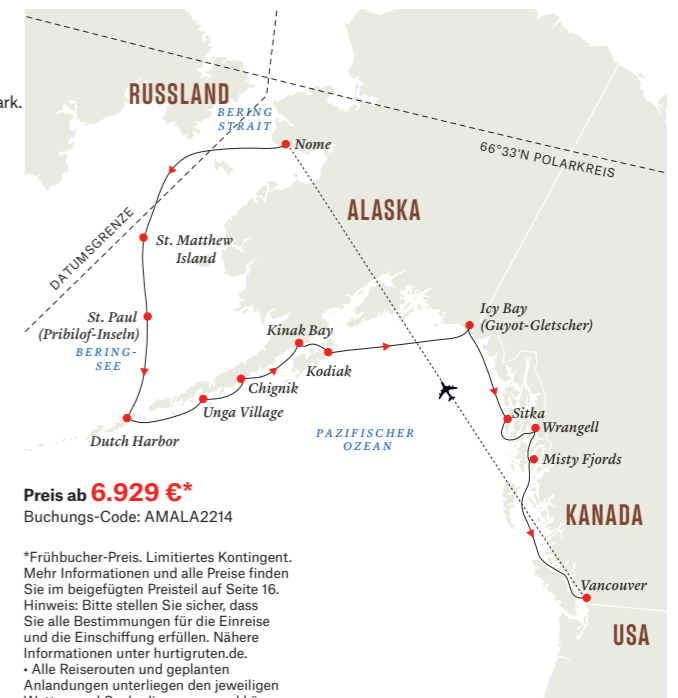 ark.
RUSSLAND
BERING
STRAIT
Nome
66°33'N POLARKREIS
ALASKA
DATUMSGRENZE
St. Matthew
Island
St. Paul
(Pribilof-Inseln)
BERING-
SEE
Icy Bay
(Guyot-Gletscher)
Kinak Bay
Kodiak
Chignik
Unga Village
Dutch Harbor
Sitka
Wrangell
PAZIFISCHER
OZEAN
Misty Fjords
KANADA
Vancouver
USA
Preis ab 6.929 €*
Buchungs-Code: AMALA2214
*Frühbucher-Preis. Limitiertes Kontingent.
Mehr Informationen und alle Preise finden
Sie im beigefügten Preisteil auf Seite 16.
Hinweis: Bitte stellen Sie sicher, dass
Sie alle Bestimmungen für die Einreise
und die Einschiffung erfüllen. Nähere
Informationen unter hurtigruten.de.
• Alle Reiserouten und geplanten
Anlandungen unterliegen den jeweiligen